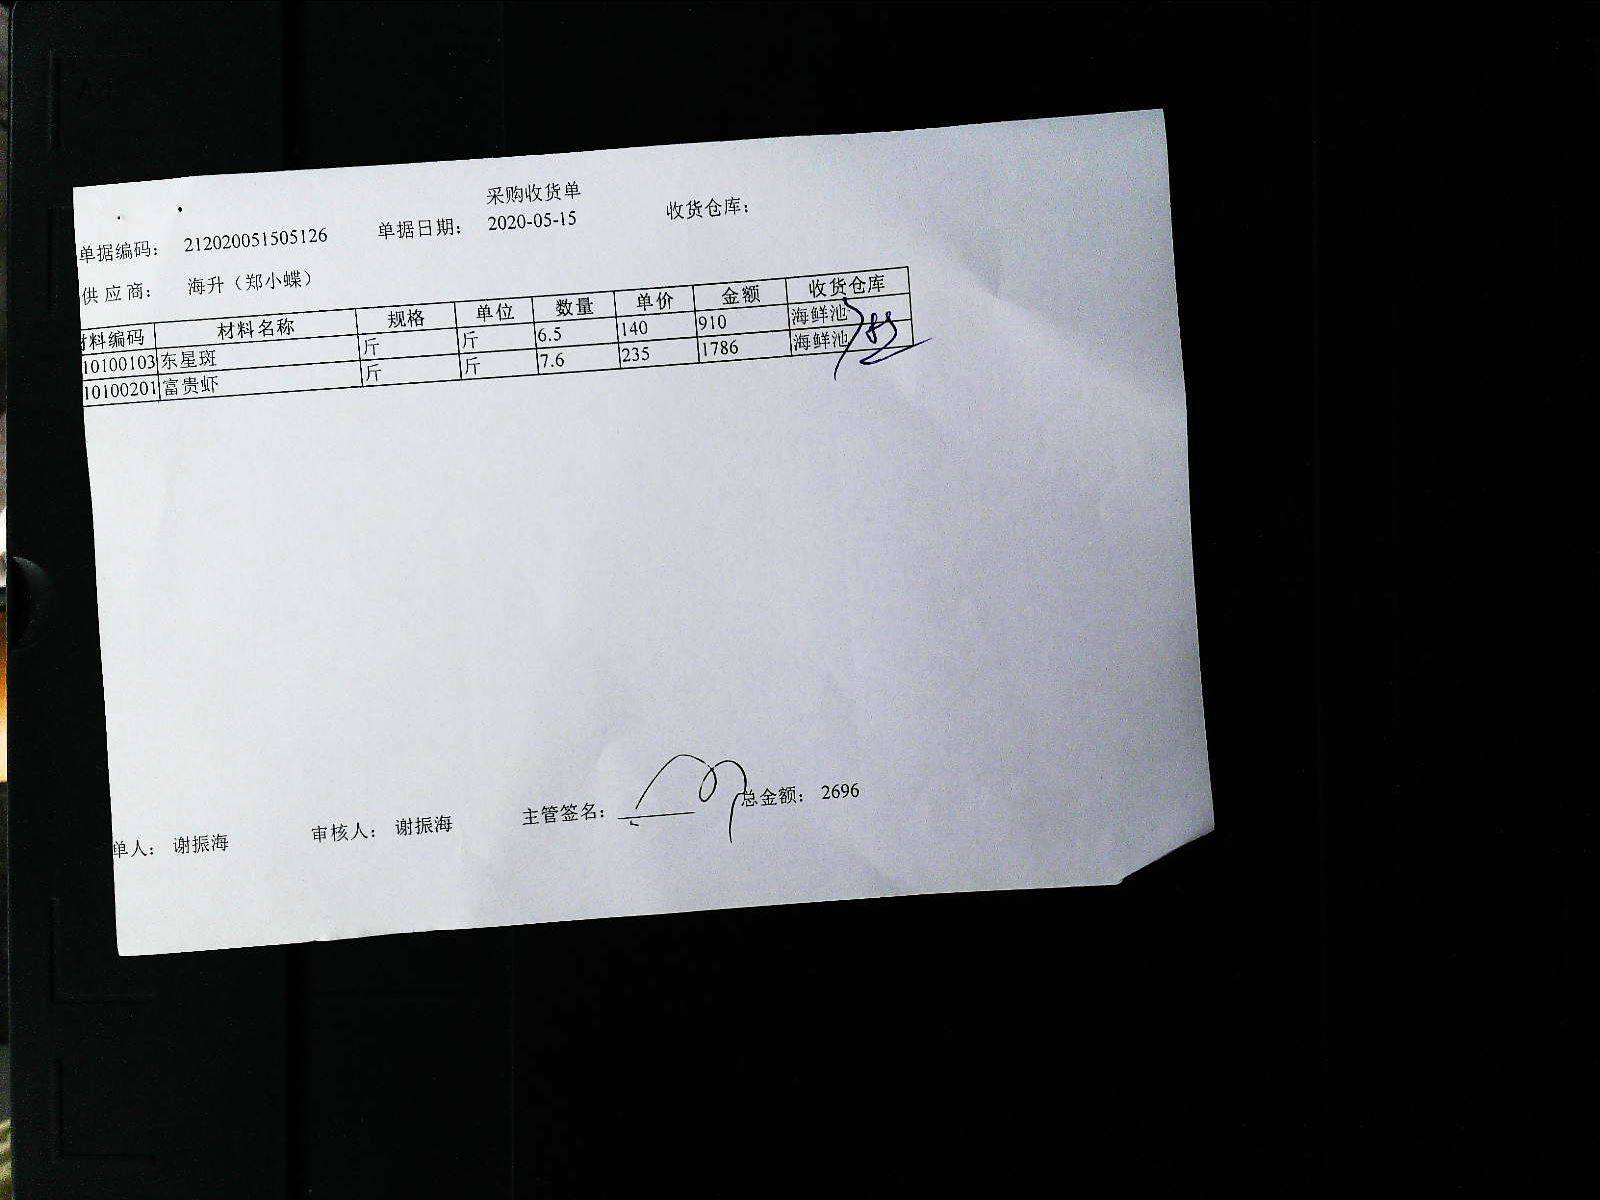 采购收货单
单据编码： 212020051505126 单据日期： 2020-05-15 收货仓库：
供 应 商： 海升（郑小蝶）
材料编码 材料名称 规格 单位 数量 单价 金额 收货仓库
10100103 东星斑 斤 斤 6.5 140 910 海鲜池
10100201 富贵虾 斤 斤 7.6 235 1786 海鲜池
单人： 谢振海 审核人： 谢振海 主管签名： 总金额： 2696